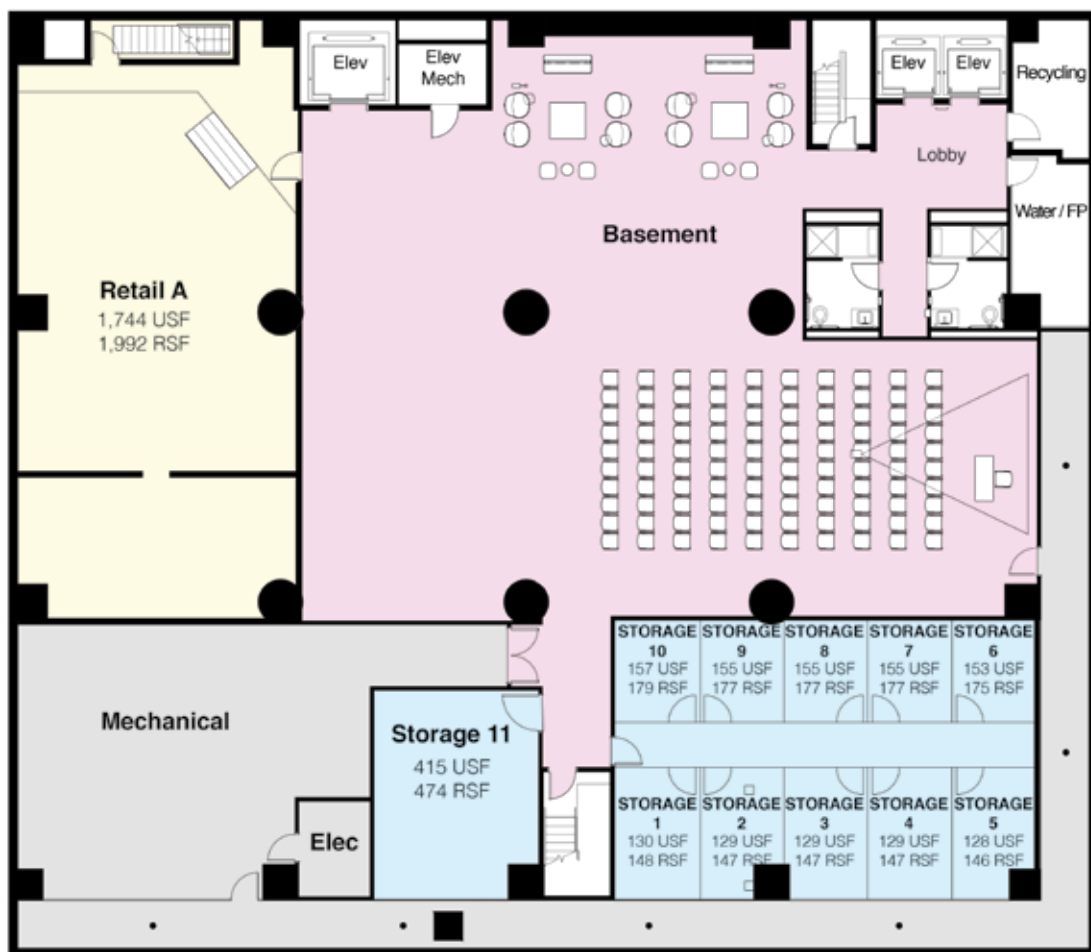 Elev
Elev
Mech
Elev
Elev
Recycling
Lobby
Water / FP
Basement
Retail A
1,744 USF
1,992 RSF
STORAGE
10
157 USF
179 RSF
STORAGE
9
155 USF
177 RSF
STORAGE
8
155 USF
177 RSF
STORAGE
7
155 USF
177 RSF
STORAGE
6
153 USF
175 RSF
Mechanical
Storage 11
415 USF
474 RSF
Elec
STORAGE
1
130 USF
148 RSF
STORAGE
2
129 USF
147 RSF
STORAGE
3
129 USF
147 RSF
STORAGE
4
129 USF
147 RSF
STORAGE
5
128 USF
146 RSF